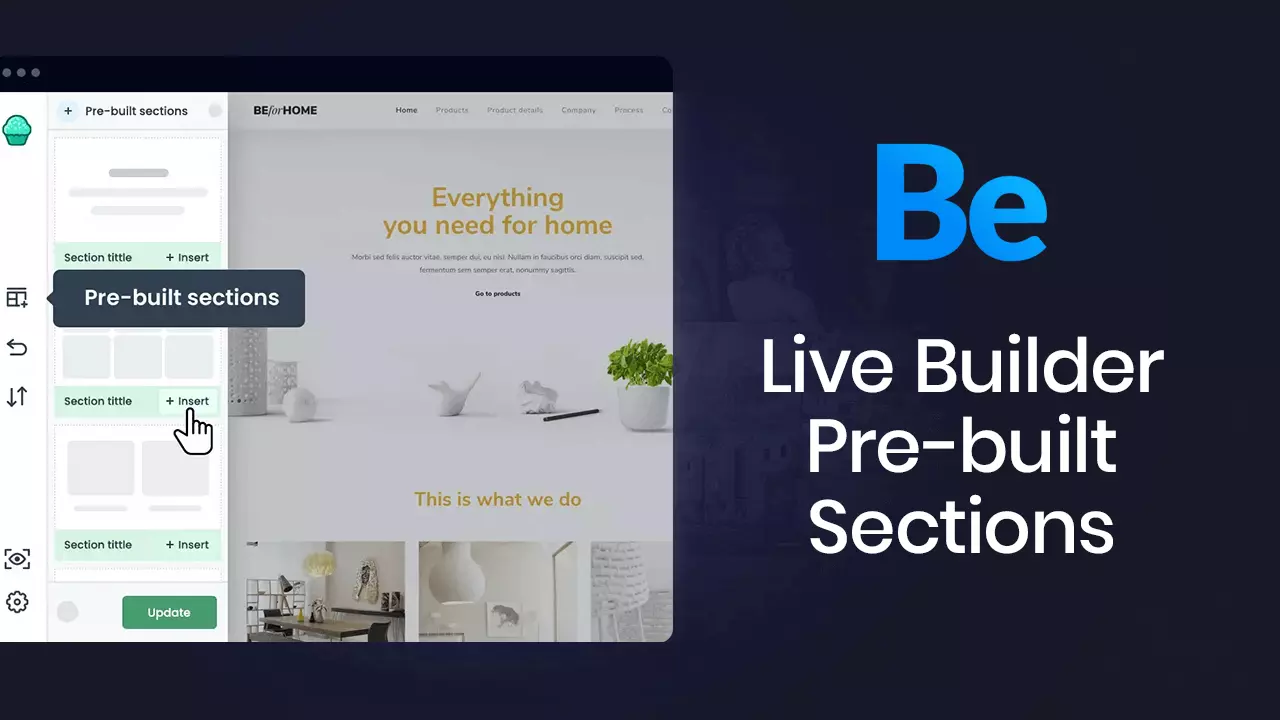 Pre-built sections
Section tittle + Insert
Pre-built sections
Section tittle + Insert
Section tittle + Insert
Update
BEforHOME
Home Products Product details Company Process Co
Everything
you need for home
Morbi sed felis auctor vitae, semper dui, eu nisl. Nullam in faucibus orci diam, suscipit sed,
fermentum sem semper erat, nonummy sagittis.
Go to products
This is what we do
Be
Live Builder
Pre-built
Sections